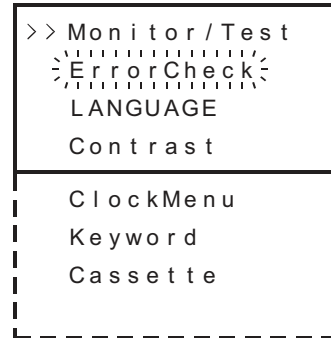 >>Monitor/Test
ErrorCheck
LANGUAGE
Contrast
ClockMenu
Keyword
Cassette